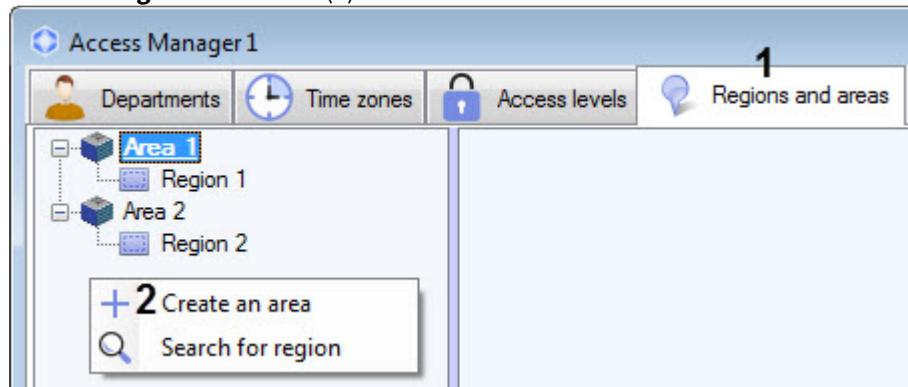 Access Manager 1
1
Departments Time zones Access levels Regions and areas
Area 1
Region 1
Area 2
Region 2
2 Create an area
Search for region